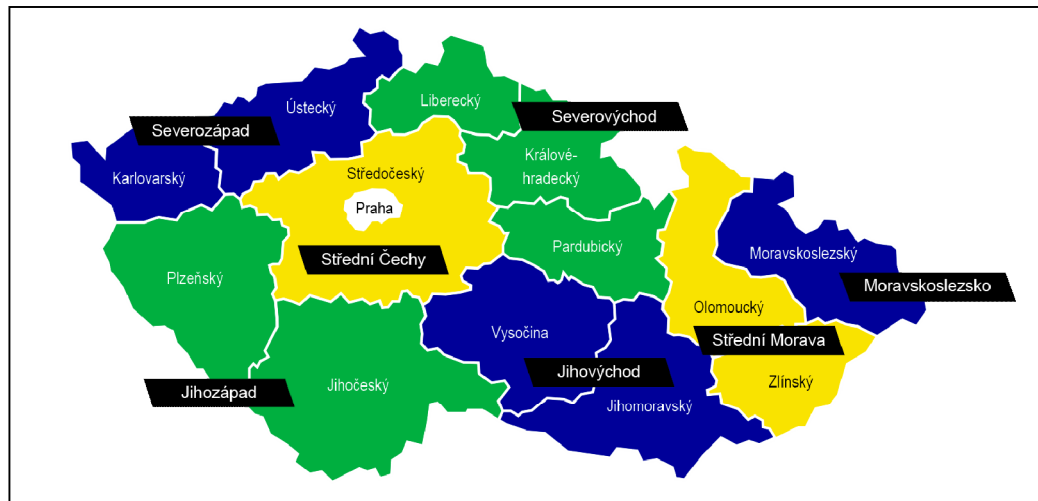 Ústecký
Liberecký
Severovýchod
Severozápad
Králové-
hradecký
Karlovarský
Středočeský
Praha
Pardubický
Moravskoslezský
Střední Čechy
Plzeňský
Moravskoslezsko
Olomoucký
Vysočina
Střední Morava
Jihovýchod
Jihočeský
Zlínský
Jihozápad
Jihomoravský